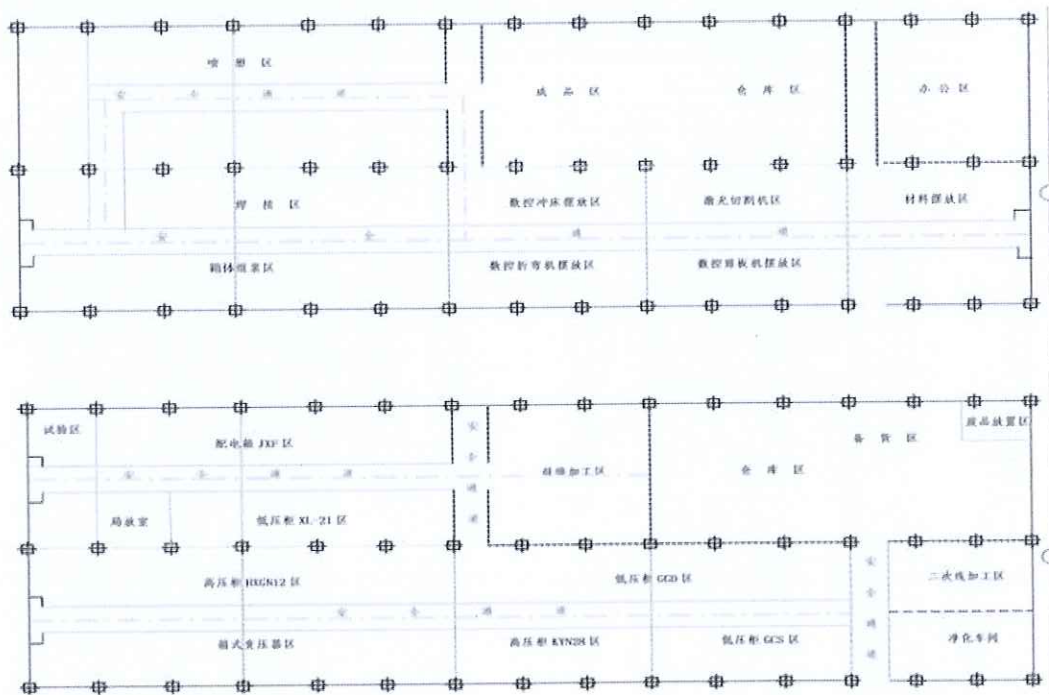 喷塑区
安全通道
成品区
仓库区
办公区
焊接区
数控冲床摆放区
激光切割机区
材料摆放区
安全通道
箱体组装区
数控折弯机摆放区
数控剪板机摆放区
试验区
配电箱 JXF 区
安全通道
安全通道
母排加工区
仓库区
备货区
成品放置区
局放室
低压柜 XL-21 区
高压柜 HXGN12 区
低压柜 GGD 区
安全通道
二次线加工区
安全通道
箱式变压器区
高压柜 KYN28 区
低压柜 GCS 区
净化车间